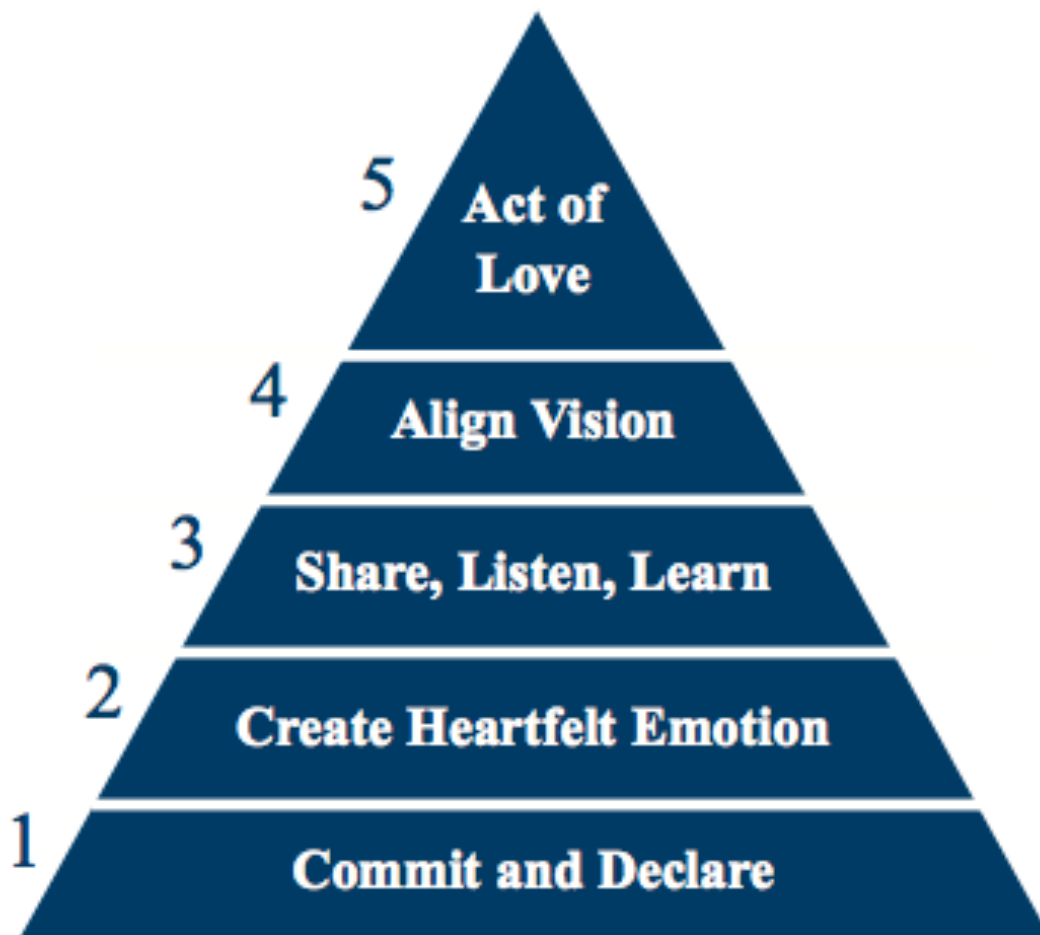 5
Act of
Love
4
Align Vision
3
Share, Listen, Learn
2
Create Heartfelt Emotion
1
Commit and Declare